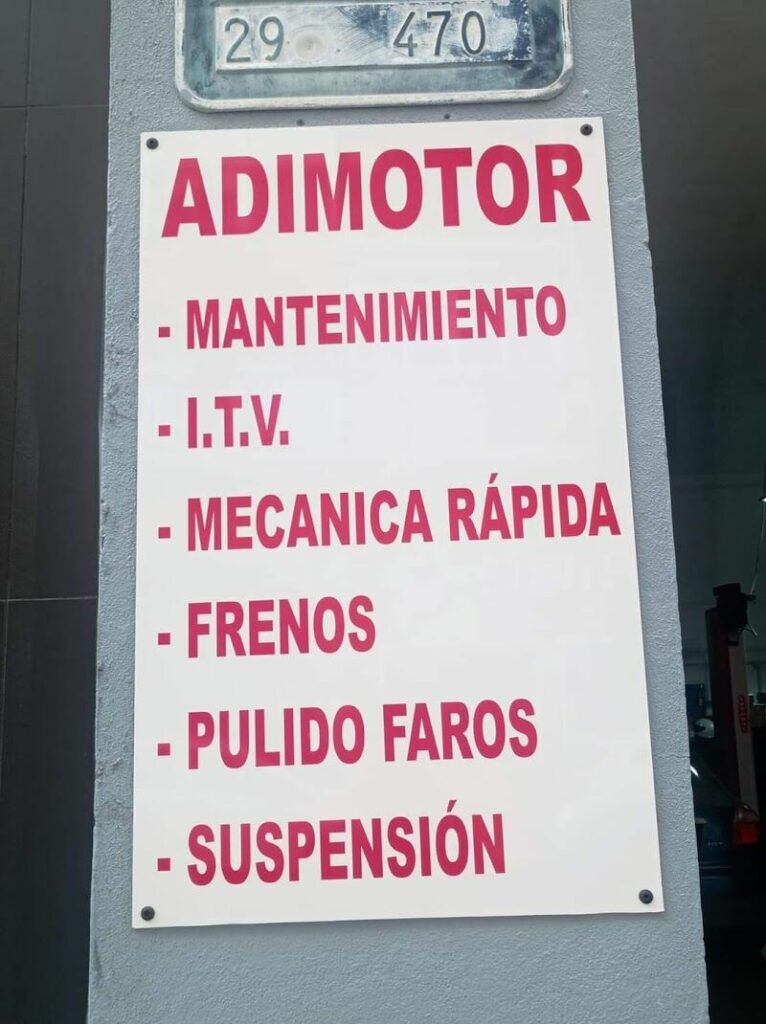 29 470
ADIMOTOR
- MANTENIMIENTO
- I.T.V.
- MECANICA RÁPIDA
- FRENOS
- PULIDO FAROS
- SUSPENSIÓN